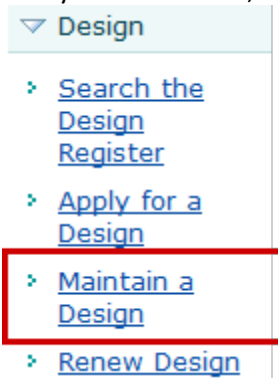 Design
Search the
Design
Register
Apply for a
Design
Maintain a
Design
Renew Design